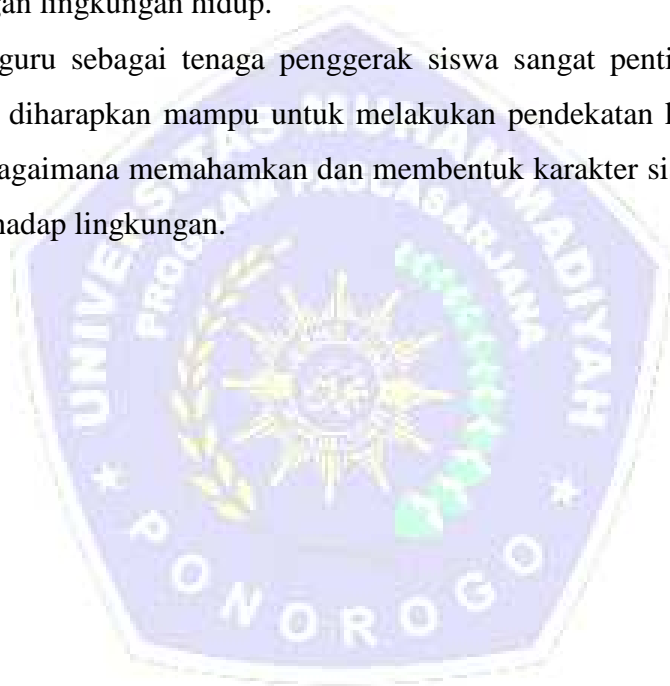 gan lingkungan hidup.
guru sebagai tenaga penggerak siswa sangat penti
diharapkan mampu untuk melakukan pendekatan
agaimana memahamkan dan membentuk karakter si
hadap lingkungan.
UNIVERSITAS MUHAMMADIYAH
PROGRAM PASCASARJANA
PONOROGO